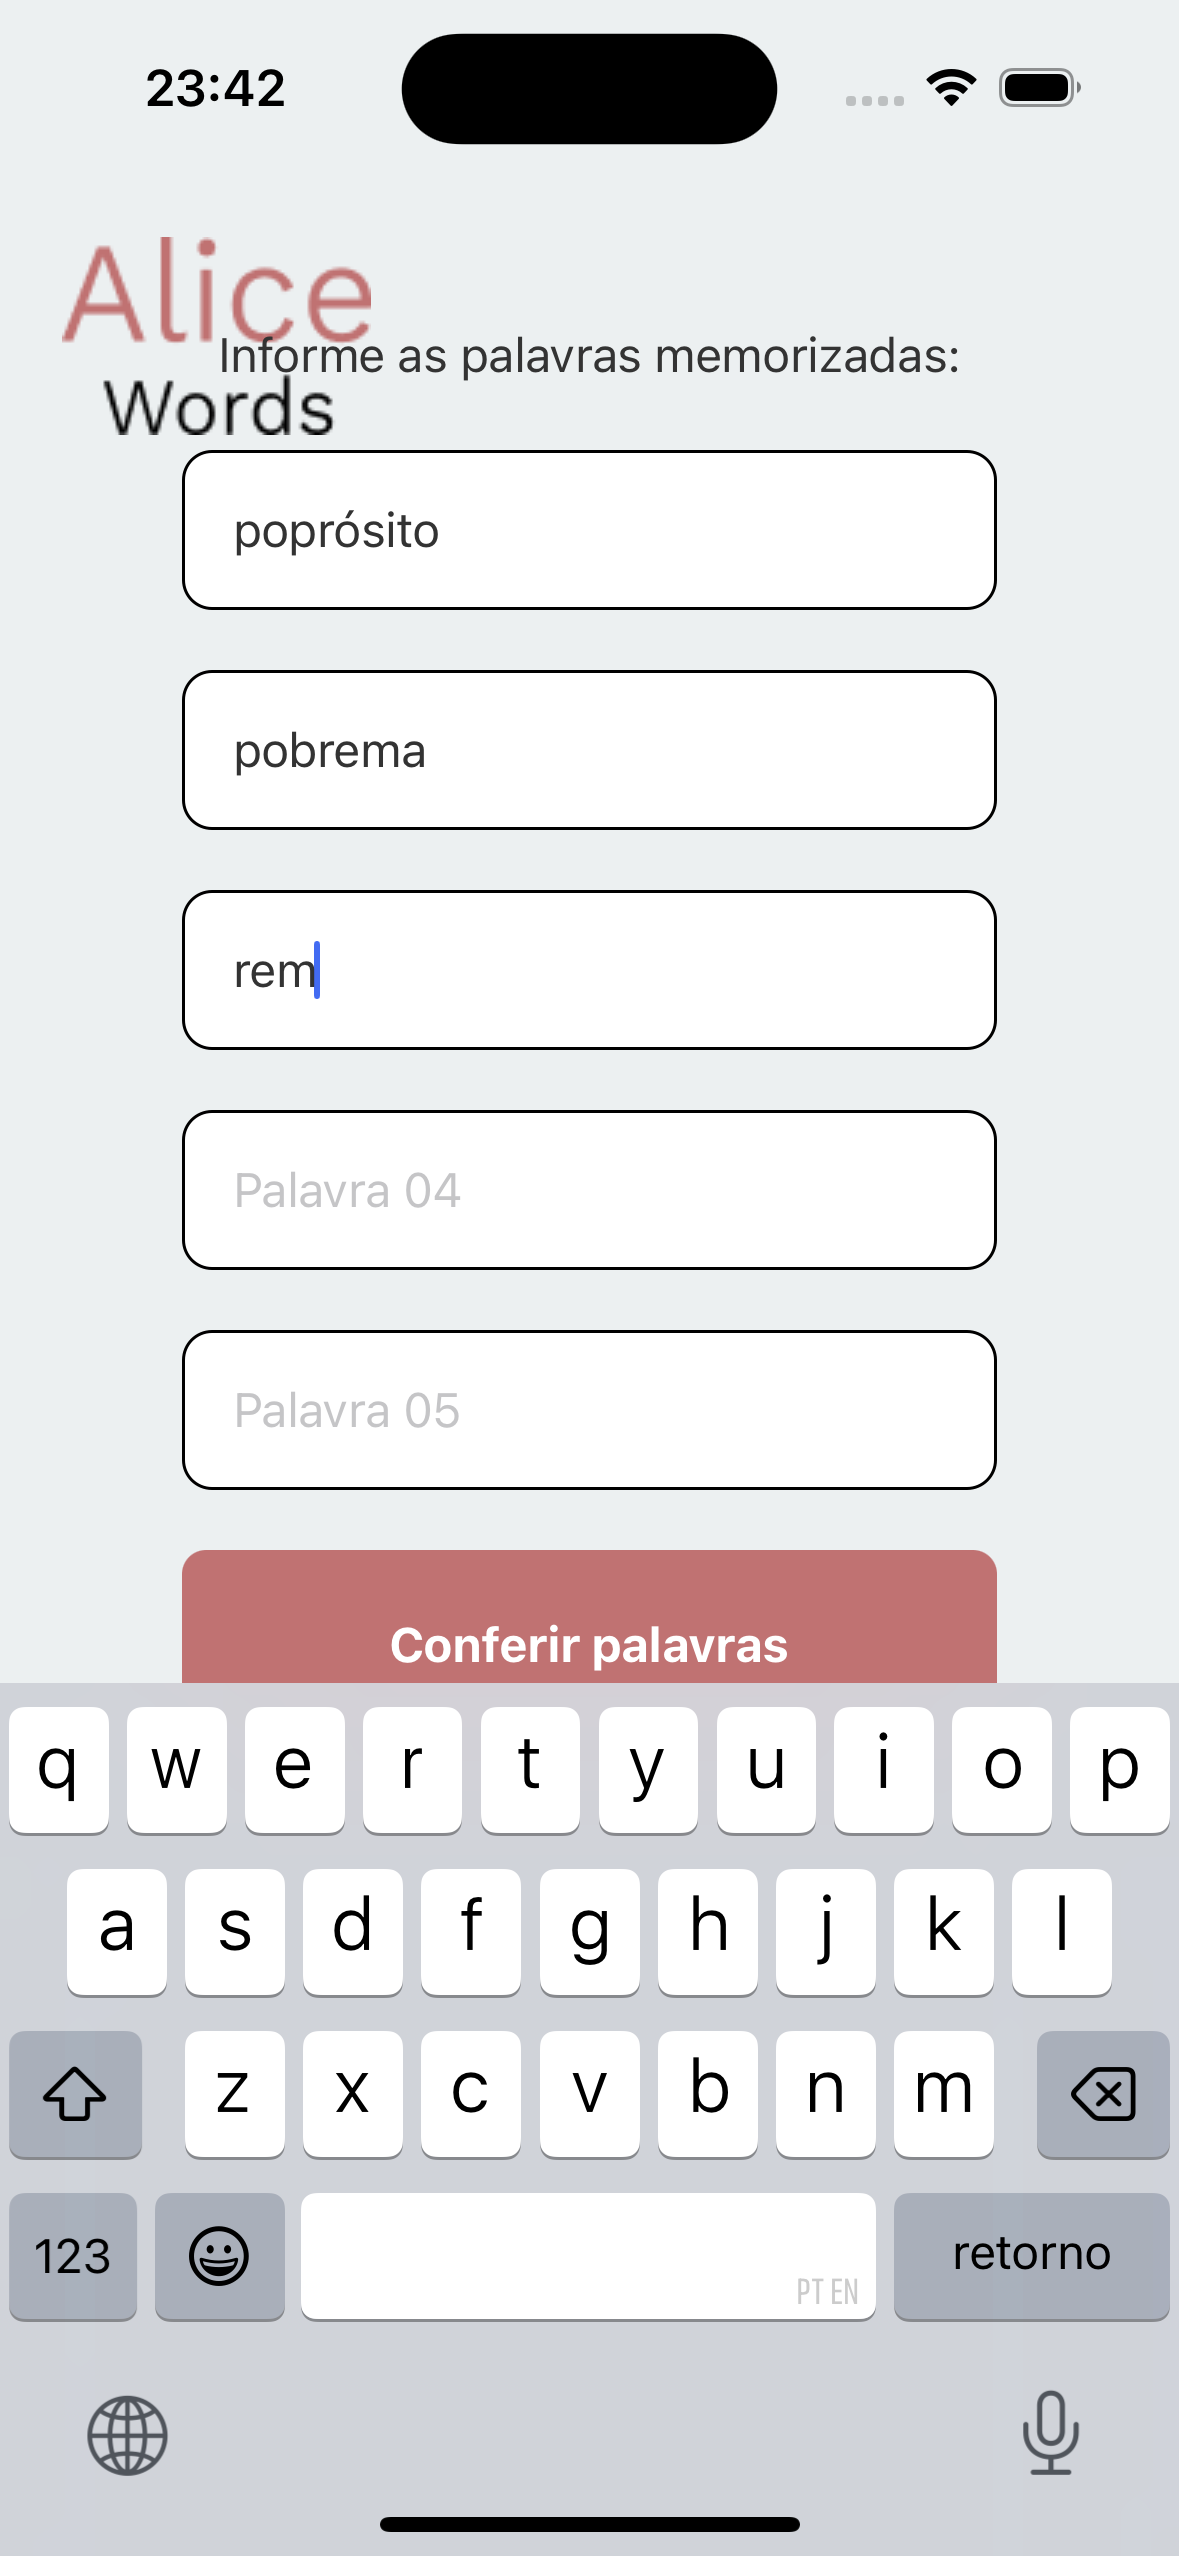 23:42
Alice
Informe as palavras memorizadas:
Words
poprósito
pobrema
rem
Palavra 04
Palavra 05
Conferir palavras
q w e r t y u i o p
a s d f g h j k l
z x c v b n m
123
PT EN
retorno